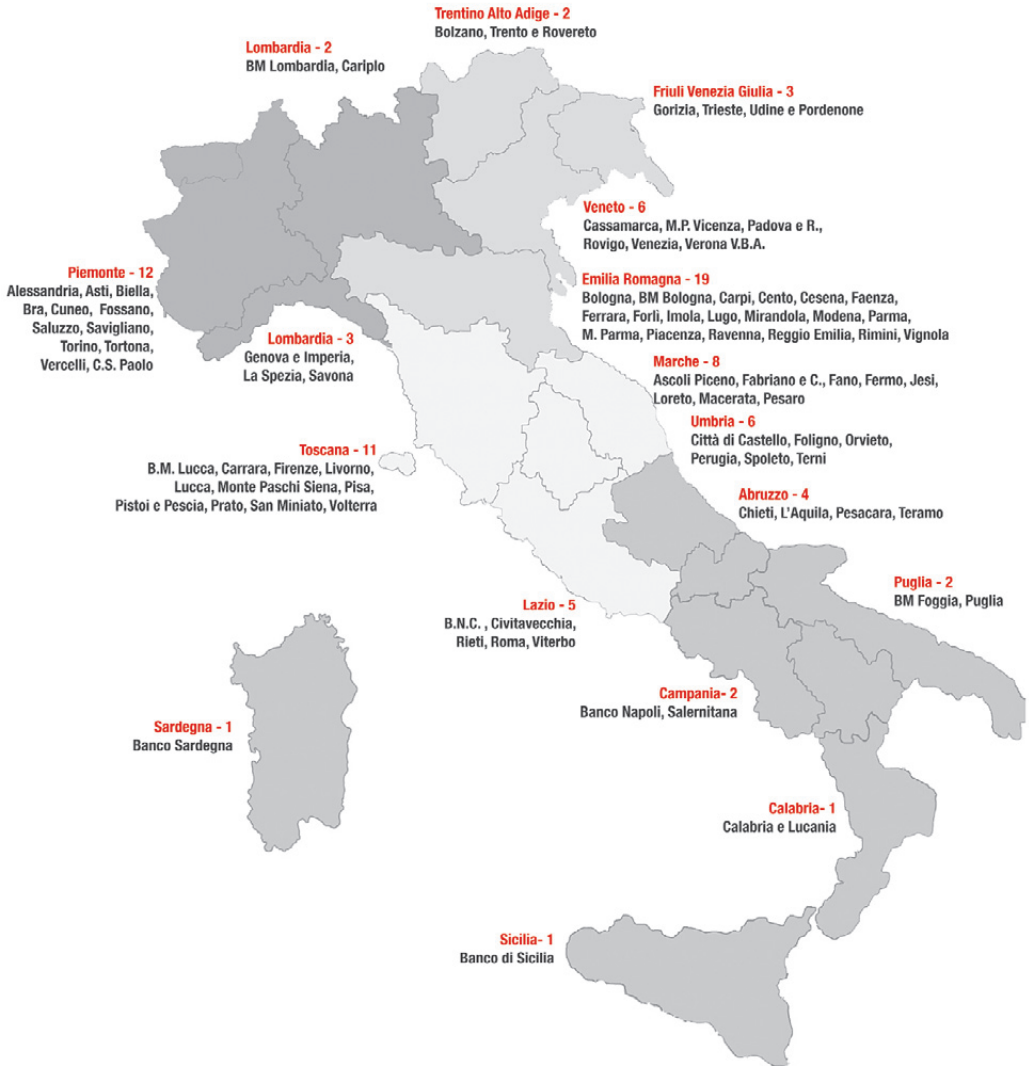 Trentino Alto Adige - 2
Bolzano, Trento e Rovereto
Lombardia - 2
BM Lombardia, Cariplo
Friuli Venezia Giulia - 3
Gorizia, Trieste, Udine e Pordenone
Veneto - 6
Cassamarca, M.P. Vicenza, Padova e R.,
Rovigo, Venezia, Verona V.B.A.
Piemonte - 12
Alessandria, Asti, Biella,
Bra, Cuneo, Fossano,
Saluzzo, Savigliano,
Torino, Tortona,
Vercelli, C.S. Paolo
Emilia Romagna - 19
Bologna, BM Bologna, Carpi, Cento, Cesena, Faenza,
Ferrara, Forlì, Imola, Lugo, Mirandola, Modena, Parma,
M. Parma, Piacenza, Ravenna, Reggio Emilia, Rimini, Vignola
Lombardia - 3
Genova e Imperia,
La Spezia, Savona
Marche - 8
Ascoli Piceno, Fabriano e C., Fano, Fermo, Jesi,
Loreto, Macerata, Pesaro
Umbria - 6
Città di Castello, Foligno, Orvieto,
Perugia, Spoleto, Terni
Toscana - 11
B.M. Lucca, Carrara, Firenze, Livorno,
Lucca, Monte Paschi Siena, Pisa,
Pistoi e Pescia, Prato, San Miniato, Volterra
Abruzzo - 4
Chieti, L'Aquila, Pesacara, Teramo
Puglia - 2
BM Foggia, Puglia
Lazio - 5
B.N.C. , Civitavecchia,
Rieti, Roma, Viterbo
Campania- 2
Banco Napoli, Salernitana
Sardegna - 1
Banco Sardegna
Calabria- 1
Calabria e Lucania
Sicilia- 1
Banco di Sicilia